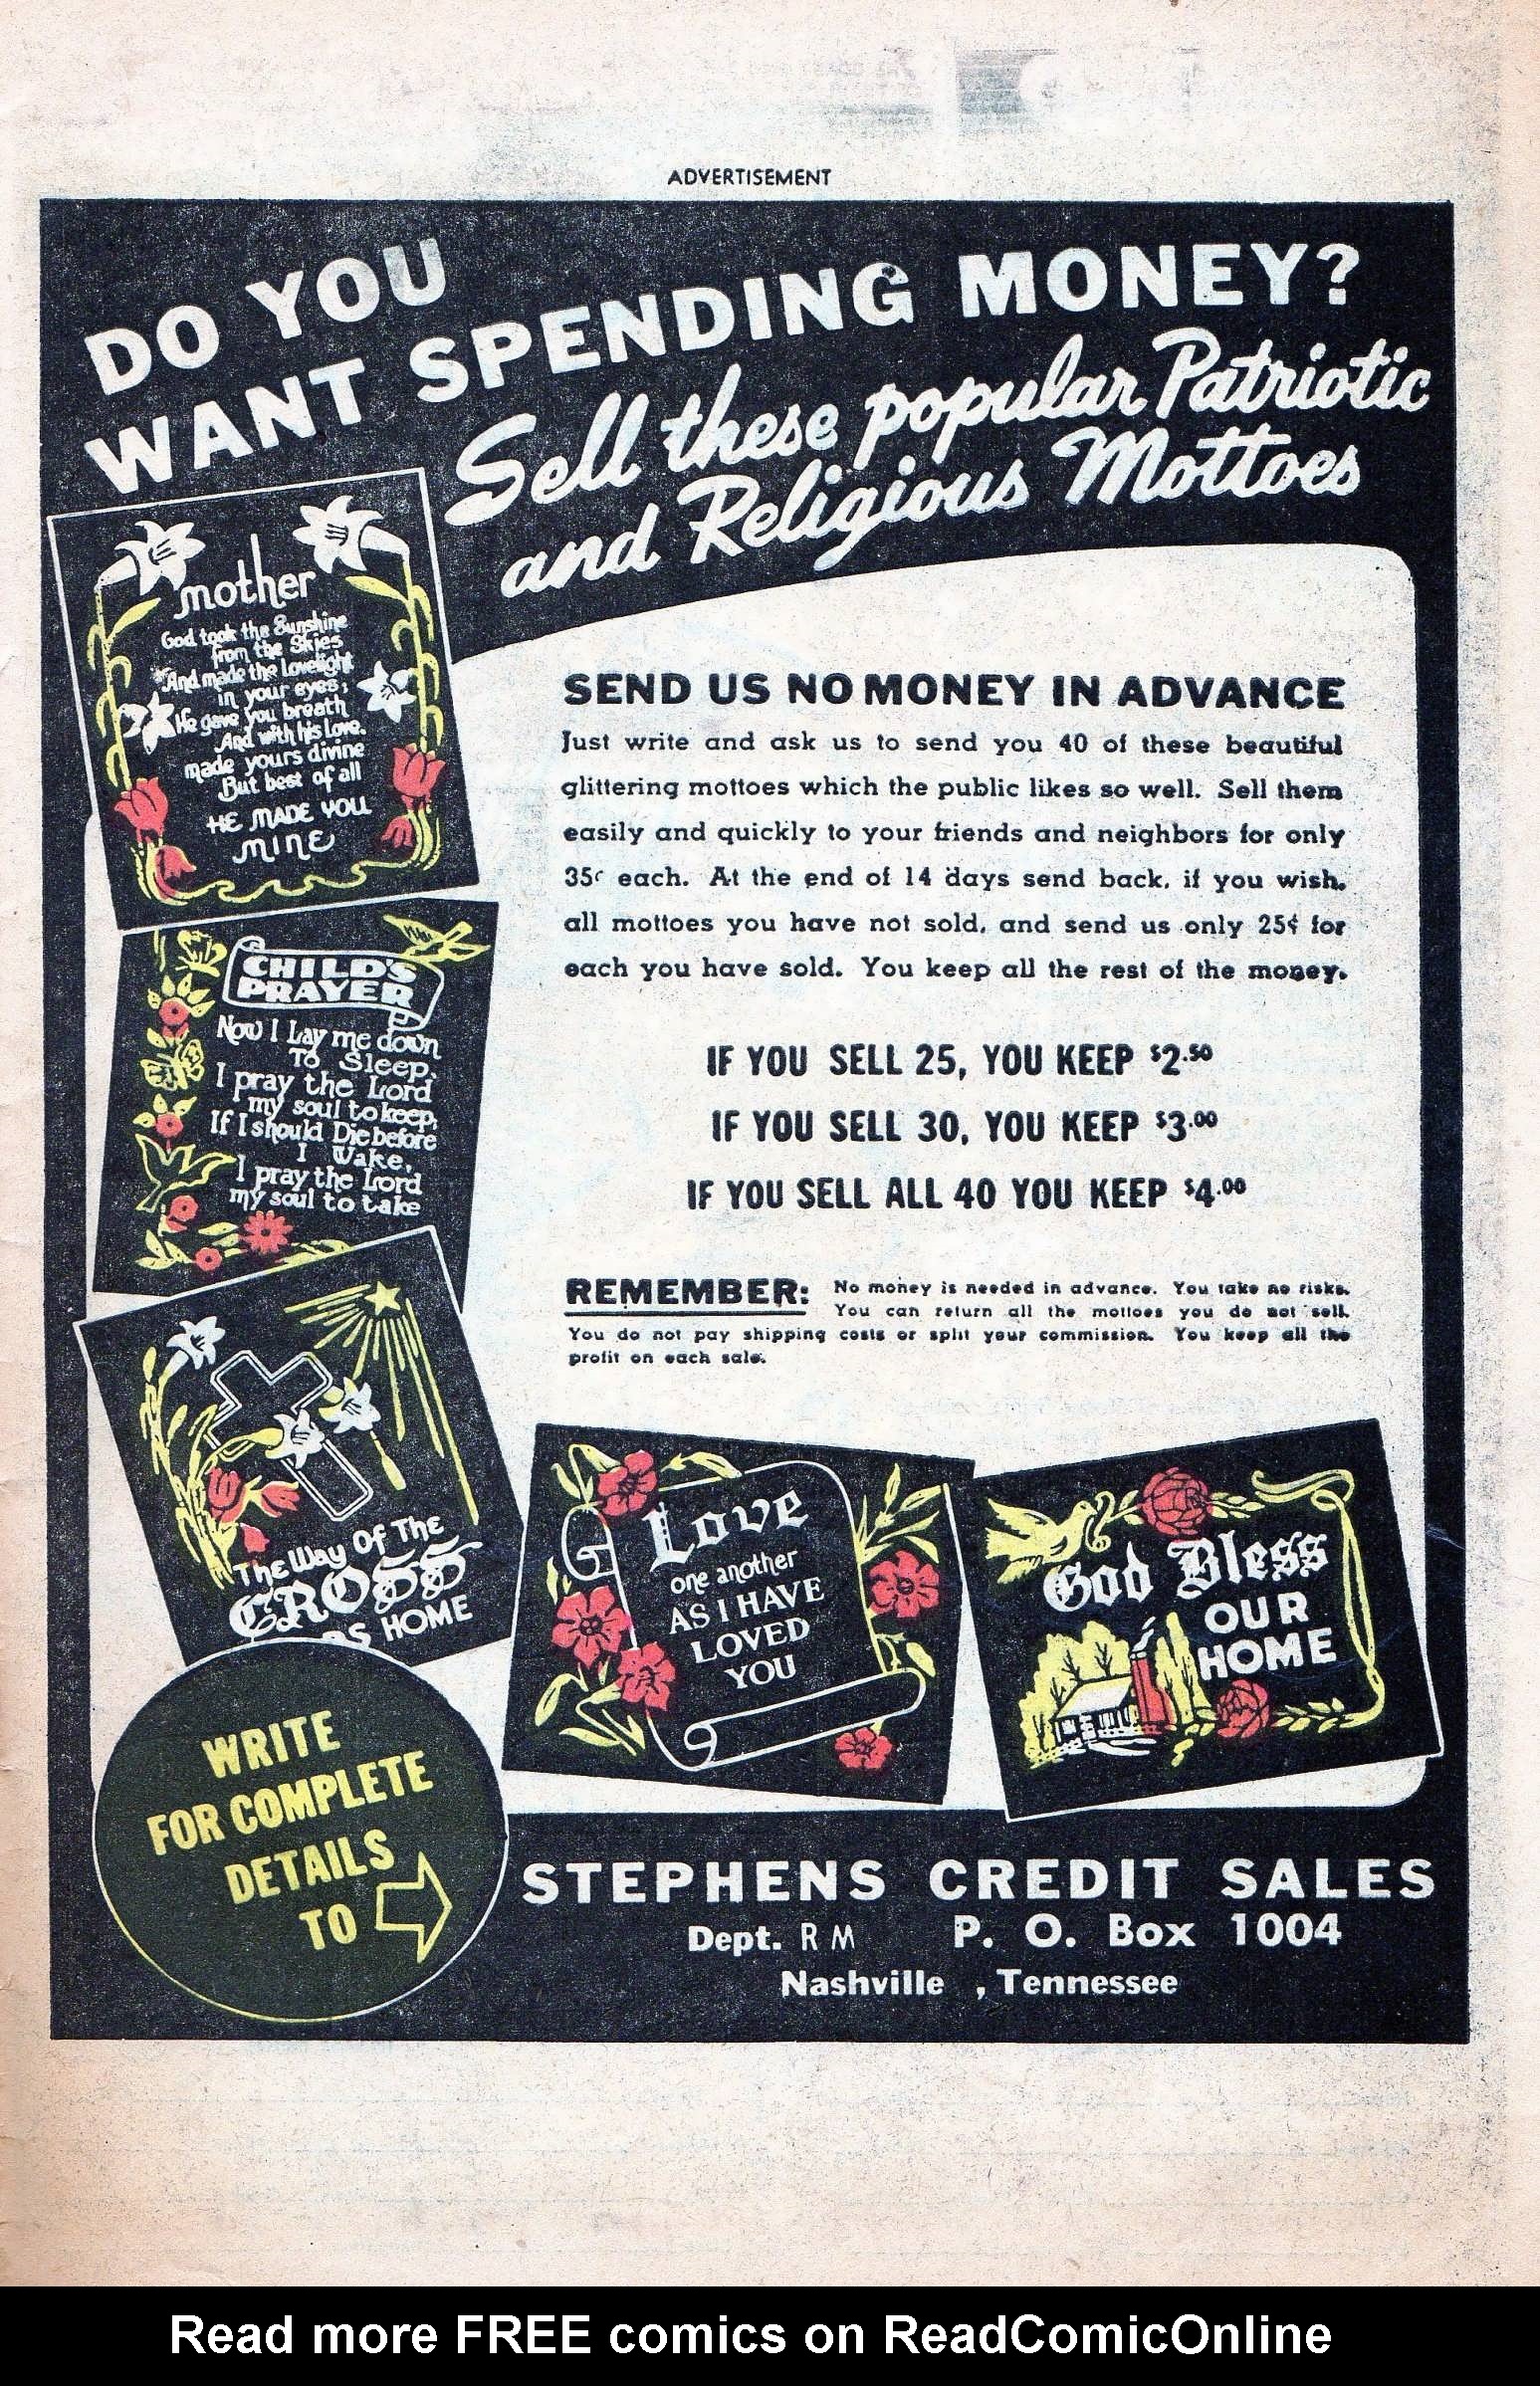 ADVERTISEMENT
DO YOU
WANT SPENDING MONEY?
Sell these popular Patriotic
and Religious Mottoes
mother
God took the Sunshine
from the Skies
And made the Lovelight
in your eyes;
He gave you breath
And with his love.
made yours divine
But best of all
HE MADE YOU
MINE
SEND US NO MONEY IN ADVANCE
Just write and ask us to send you 40 of these beautiful
glittering mottoes which the public likes so well. Sell them
easily and quickly to your friends and neighbors for only
35¢ each. At the end of 14 days send back, if you wish,
all mottoes you have not sold, and send us only 25¢ for
each you have sold. You keep all the rest of the money.
IF YOU SELL 25, YOU KEEP $2.50
IF YOU SELL 30, YOU KEEP $3.00
IF YOU SELL ALL 40 YOU KEEP $4.00
CHILD'S
PRAYER
Now I Lay me down
To Sleep.
I pray the Lord
my soul to keep,
If I should Die before
I Wake,
I pray the Lord
my soul to take
REMEMBER: No money is needed in advance. You take no risks.
You can return all the mottoes you do not sell.
You do not pay shipping costs or split your commission. You keep all the
profit on each sale.
The Way Of The
CROSS
HOME
Love
one another
AS I HAVE
LOVED
YOU
God Bless
OUR
HOME
WRITE
FOR COMPLETE
DETAILS
TO
STEPHENS CREDIT SALES
Dept. R M P. O. Box 1004
Nashville , Tennessee
Read more FREE comics on ReadComicOnline